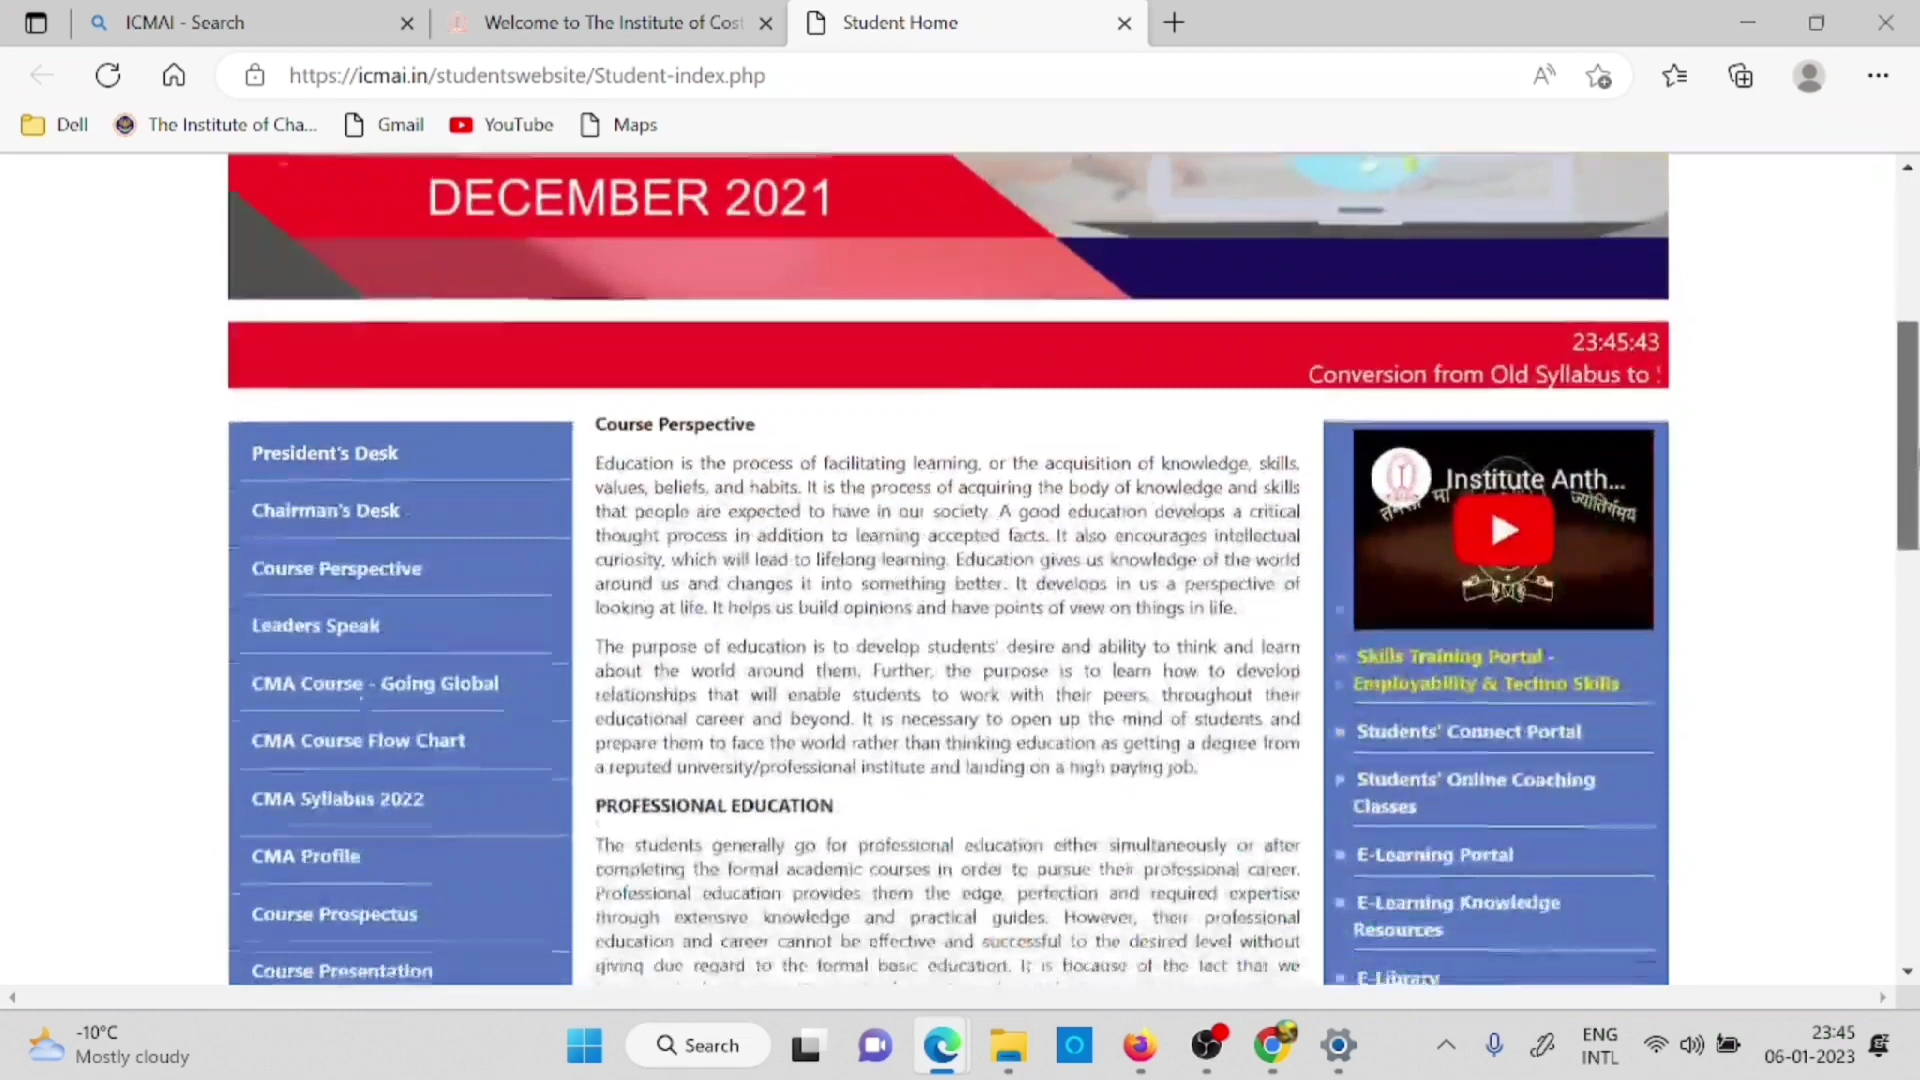 ICMAI - Search
Welcome to The Institute of Cost
Student Home
https://icmai.in/studentswebsite/Student-index.php
Dell
The Institute of Cha...
Gmail
YouTube
Maps
DECEMBER 2021
23:45:43
Conversion from Old Syllabus to
President's Desk
Chairman's Desk
Course Perspective
Leaders Speak
CMA Course - Going Global
CMA Course Flow Chart
CMA Syllabus 2022
CMA Profile
Course Prospectus
Course Presentation
Course Perspective
Education is the process of facilitating learning, or the acquisition of knowledge, skills,
values, beliefs, and habits. It is the process of acquiring the body of knowledge and skills
that people are expected to have in our society. A good education develops a critical
thought process in addition to learning accepted facts. It also encourages intellectual
curiosity, which will lead to lifelong learning. Education gives us knowledge of the world
around us and changes it into something better. It develops in us a perspective of
looking at life. It helps us build opinions and have points of view on things in life.
The purpose of education is to develop students' desire and ability to think and learn
about the world around them. Further, the purpose is to learn how to develop
relationships that will enable students to work with their peers, throughout their
educational career and beyond. It is necessary to open up the mind of students and
prepare them to face the world rather than thinking education as getting a degree from
a reputed university/professional institute and landing on a high paying job.
PROFESSIONAL EDUCATION
The students generally go for professional education either simultaneously or after
completing the formal academic courses in order to pursue their professional career.
Professional education provides them the edge, perfection and required expertise
through extensive knowledge and practical guides. However, their professional
education and career cannot be effective and successful to the desired level without
giving due regard to the formal basic education. It is because of the fact that we
Institute Anth...
तमसो मा ज्योतिर्गमय
Skills Training Portal -
Employability & Techno Skills
Students' Connect Portal
Students' Online Coaching
Classes
E-Learning Portal
E-Learning Knowledge
Resources
E-Library
-10°C
Mostly cloudy
Search
ENG
INTL
23:45
06-01-2023